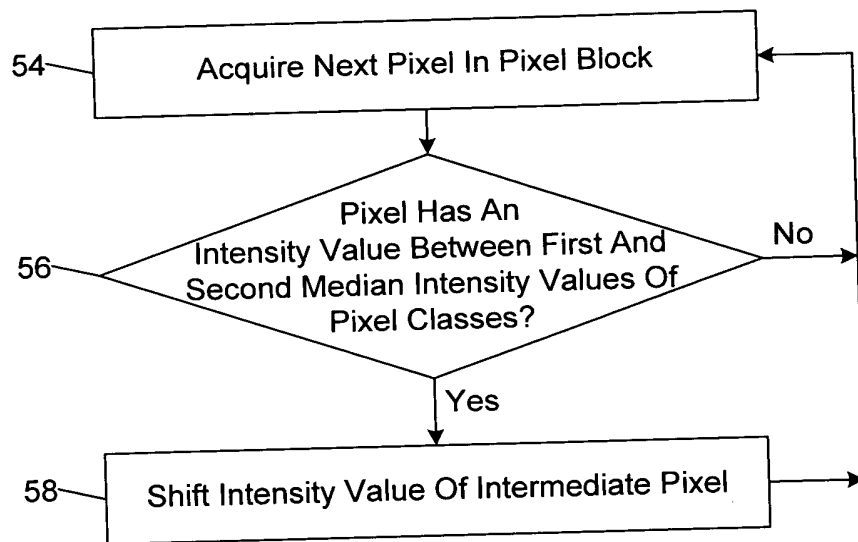 54
Acquire Next Pixel In Pixel Block
Pixel Has An
Intensity Value Between First And
Second Median Intensity Values Of
Pixel Classes?
56
No
Yes
58
Shift Intensity Value Of Intermediate Pixel